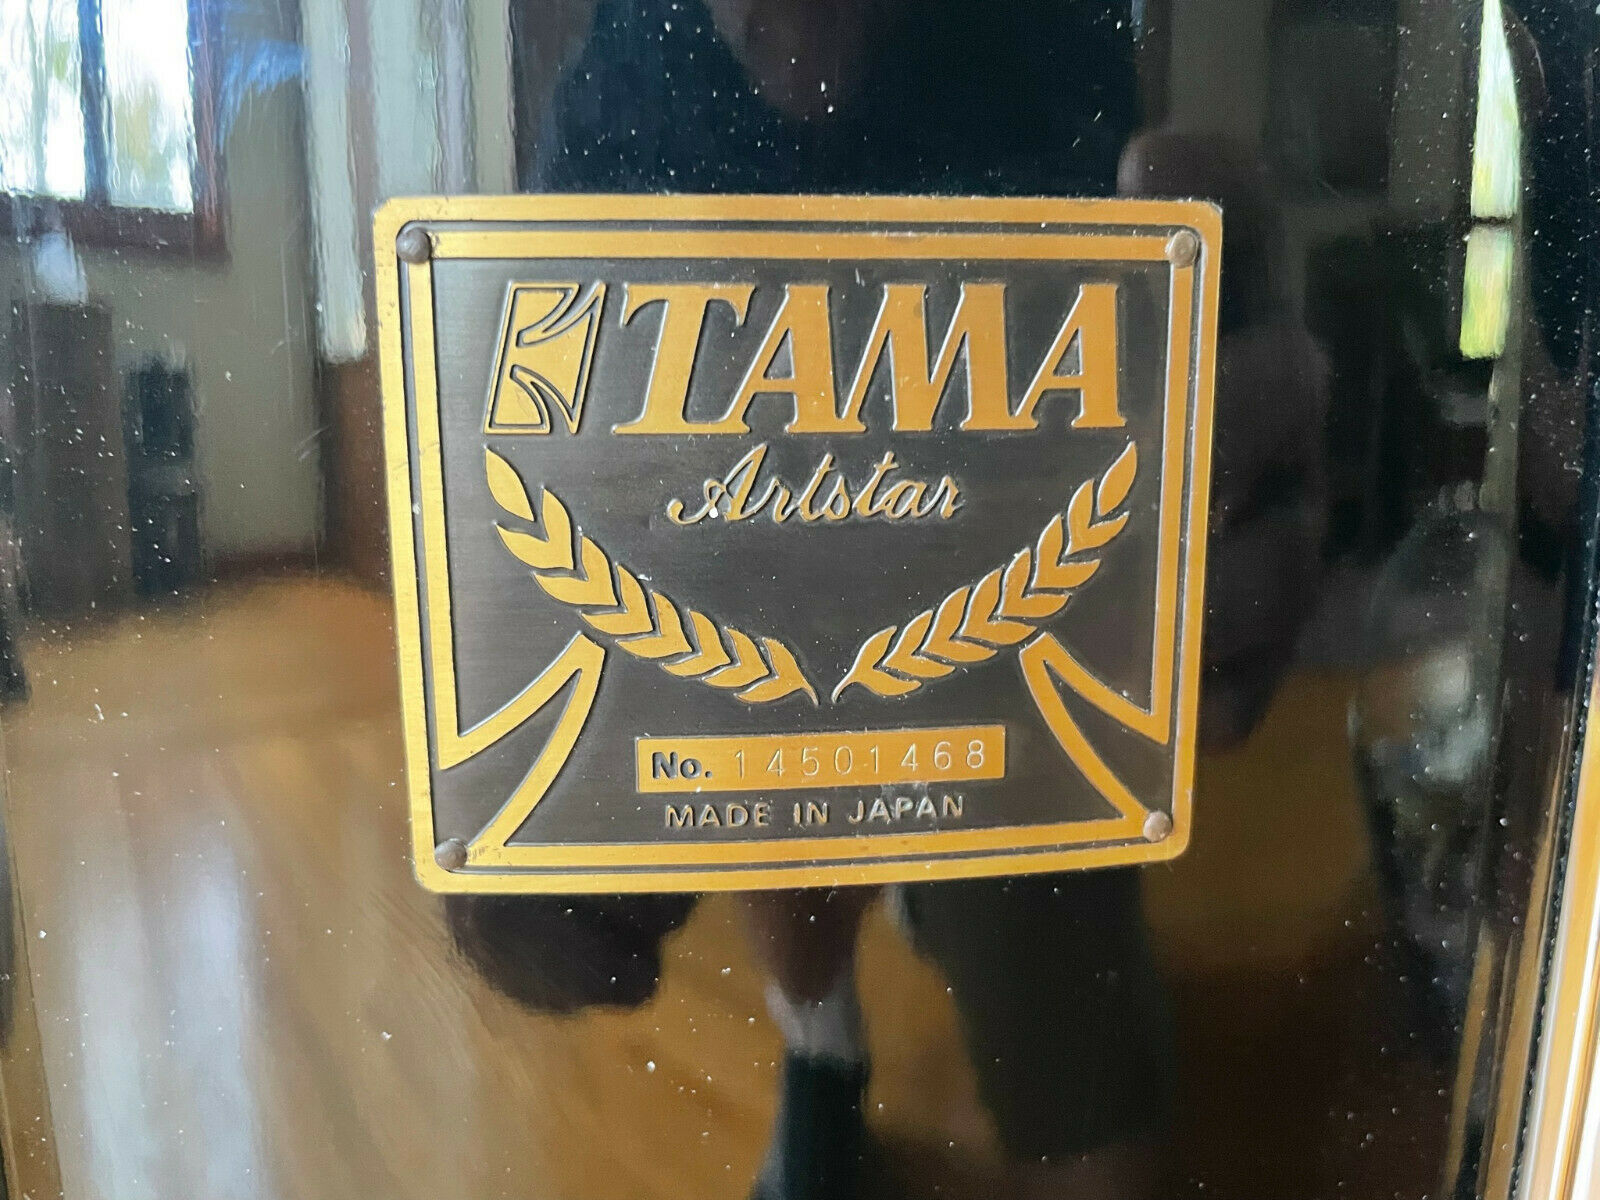 TAMA
Artstar
No. 14501468
MADE IN JAPAN